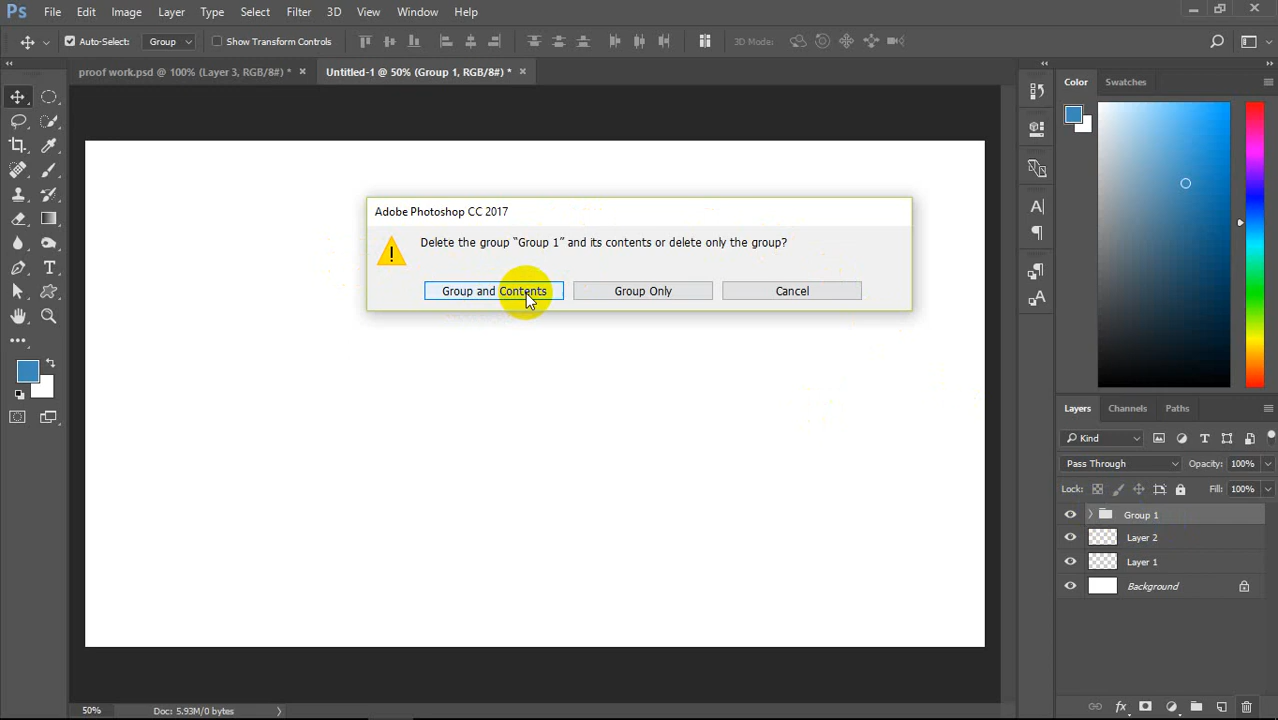 Ps File Edit Image Layer Type Select Filter 3D View Window Help
Auto-Select: Group Show Transform Controls 3D Mode:
proof work.psd @ 100% (Layer 3, RGB/8#) * × Untitled-1 @ 50% (Group 1, RGB/8#) * ×
Color Swatches
Adobe Photoshop CC 2017
Delete the group “Group 1” and its contents or delete only the group?
Group and Contents Group Only Cancel
Layers Channels Paths
Kind
Pass Through Opacity: 100%
Lock: Fill: 100%
Group 1
Layer 2
Layer 1
Background
50% Doc: 5.93M/0 bytes
fx